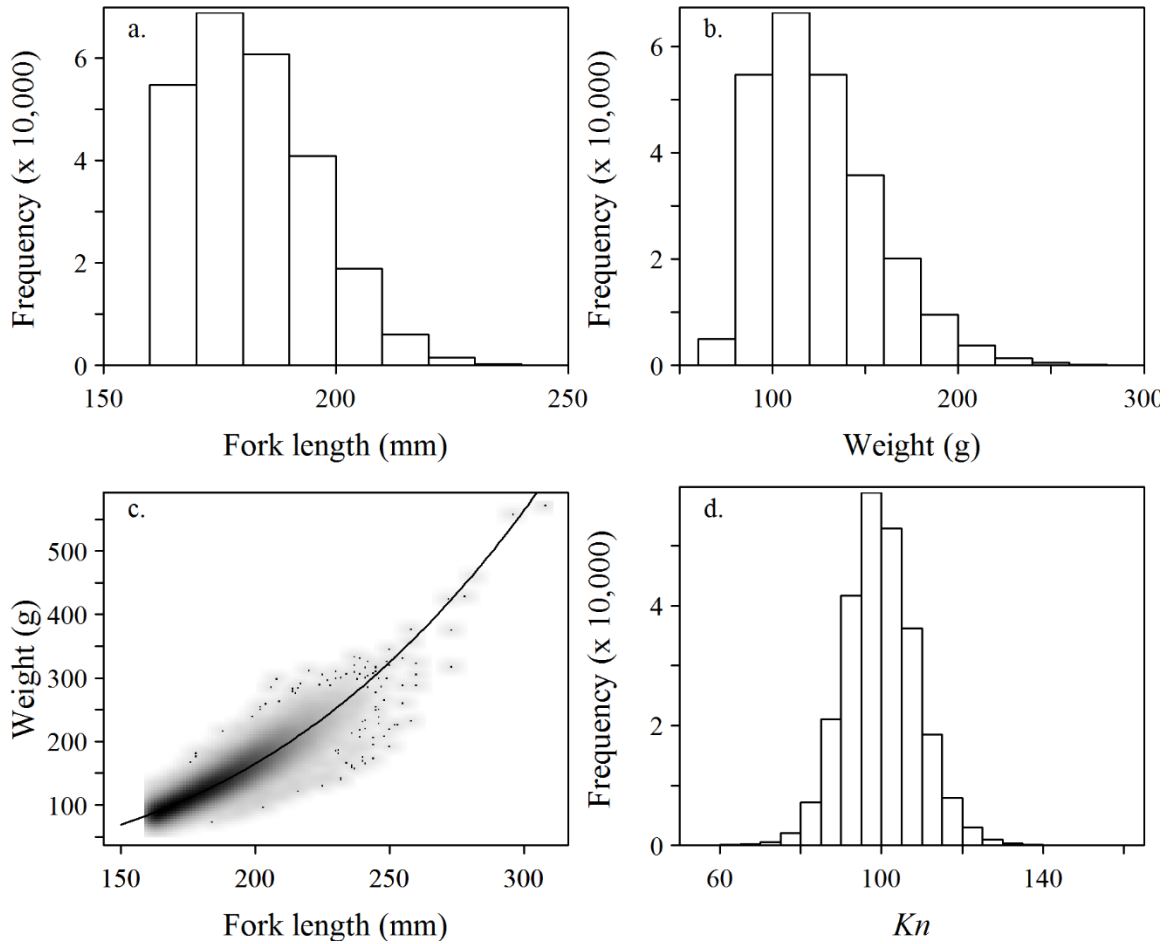 a.
Frequency (x 10,000)
6
4
2
0
150 200 250
Fork length (mm)
b.
Frequency (x 10,000)
6
4
2
0
100 200 300
Weight (g)
c.
Weight (g)
500
400
300
200
100
150 200 250 300
Fork length (mm)
d.
Frequency (x 10,000)
4
2
0
60 100 140
Kn